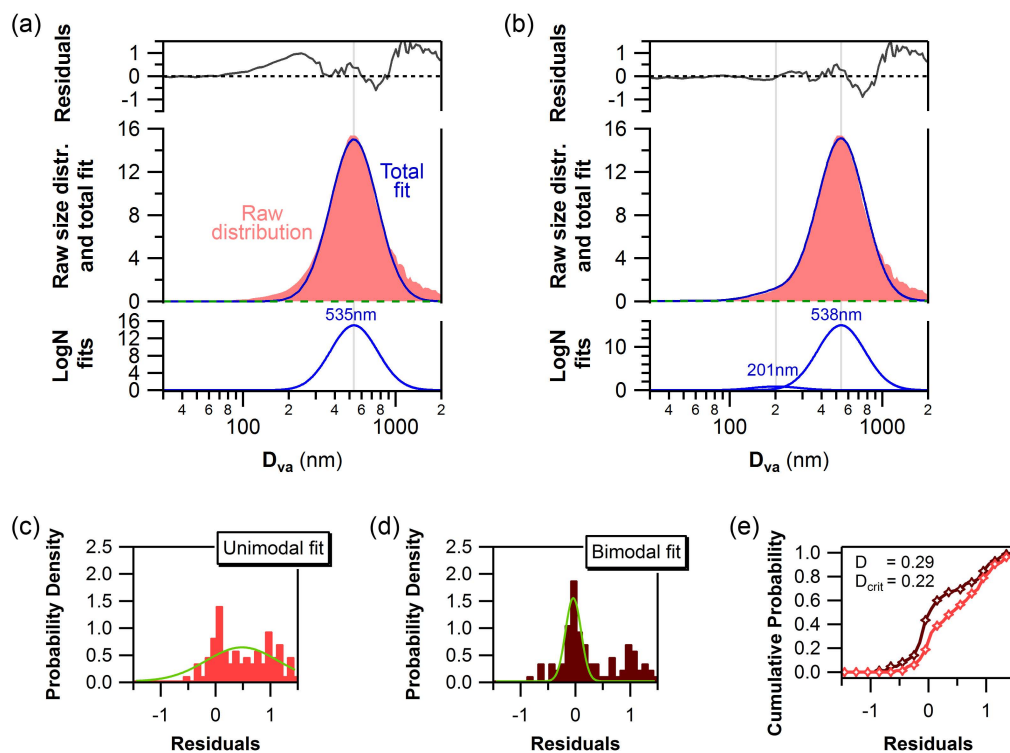 (a)
Residuals
1
0
-1
Raw size distr.
and total fit
16
12
8
4
0
Raw
distribution
Total
fit
LogN
fits
16
12
8
4
0
535nm
4 6 8 100 2 4 6 8 1000 2
Dva (nm)
(b)
Residuals
1
0
-1
Raw size distr.
and total fit
16
12
8
4
0
LogN
fits
10
0
538nm
201nm
4 6 8 100 2 4 6 8 1000 2
Dva (nm)
(c)
Probability Density
2.5
2.0
1.5
1.0
0.5
0.0
Unimodal fit
-1 0 1
Residuals
(d)
Probability Density
2.5
2.0
1.5
1.0
0.5
0.0
Bimodal fit
-1 0 1
Residuals
(e)
Cumulative Probability
1.0
0.8
0.6
0.4
0.2
0.0
D = 0.29
Dcrit = 0.22
-1 0 1
Residuals